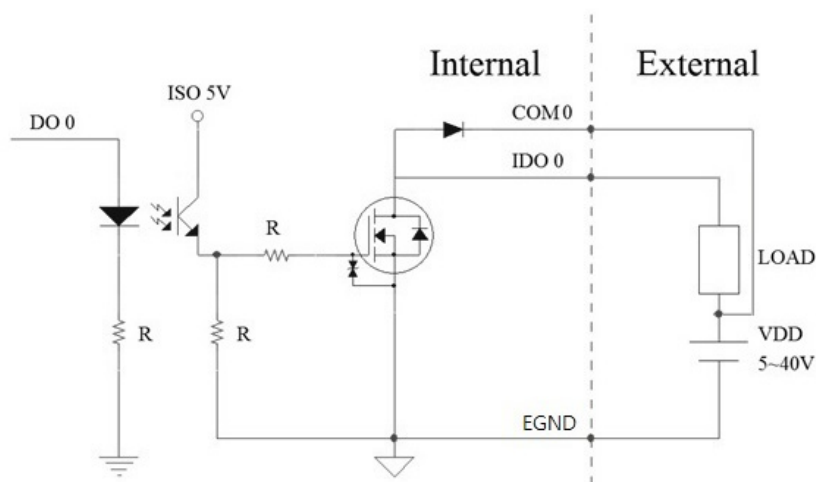 Internal
External
ISO 5V
COM 0
DO 0
IDO 0
R
LOAD
R
R
VDD
5~40V
EGND